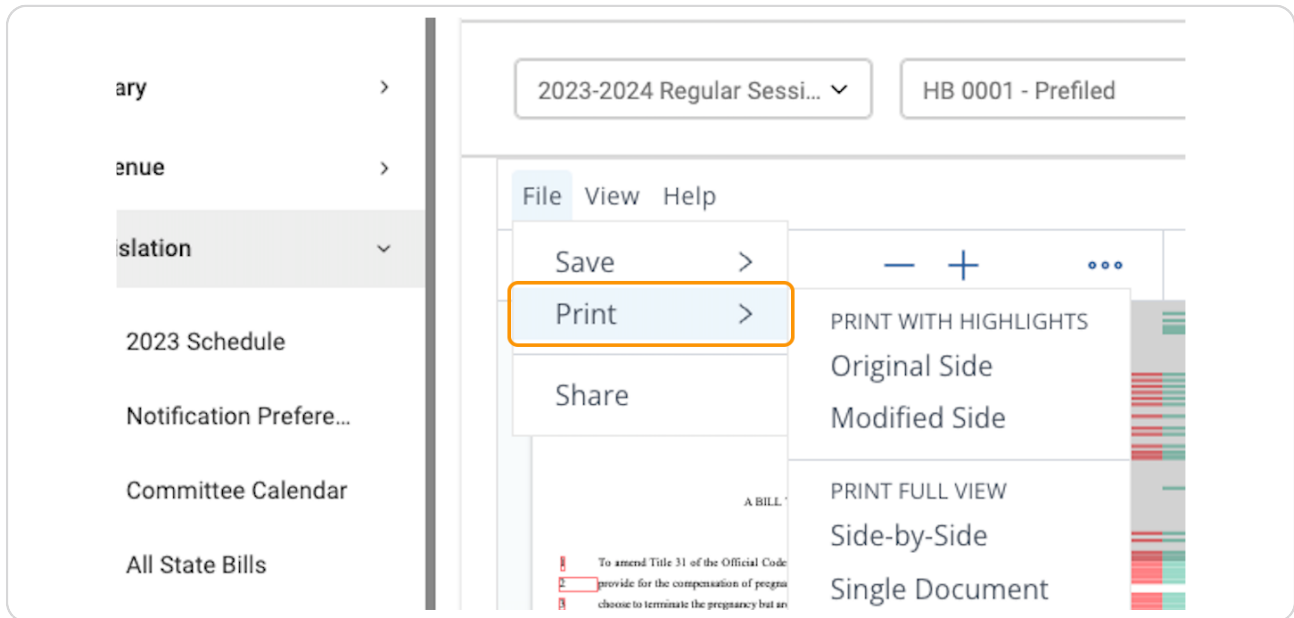 ary
enue
islation
2023 Schedule
Notification Prefere...
Committee Calendar
All State Bills
2023-2024 Regular Sessi...
HB 0001 - Prefiled
File View Help
Save
Print
Share
PRINT WITH HIGHLIGHTS
Original Side
Modified Side
PRINT FULL VIEW
Side-by-Side
Single Document
A BILL
1 To amend Title 31 of the Official Code
2 provide for the compensation of pregna
3 choose to terminate the pregnancy but are